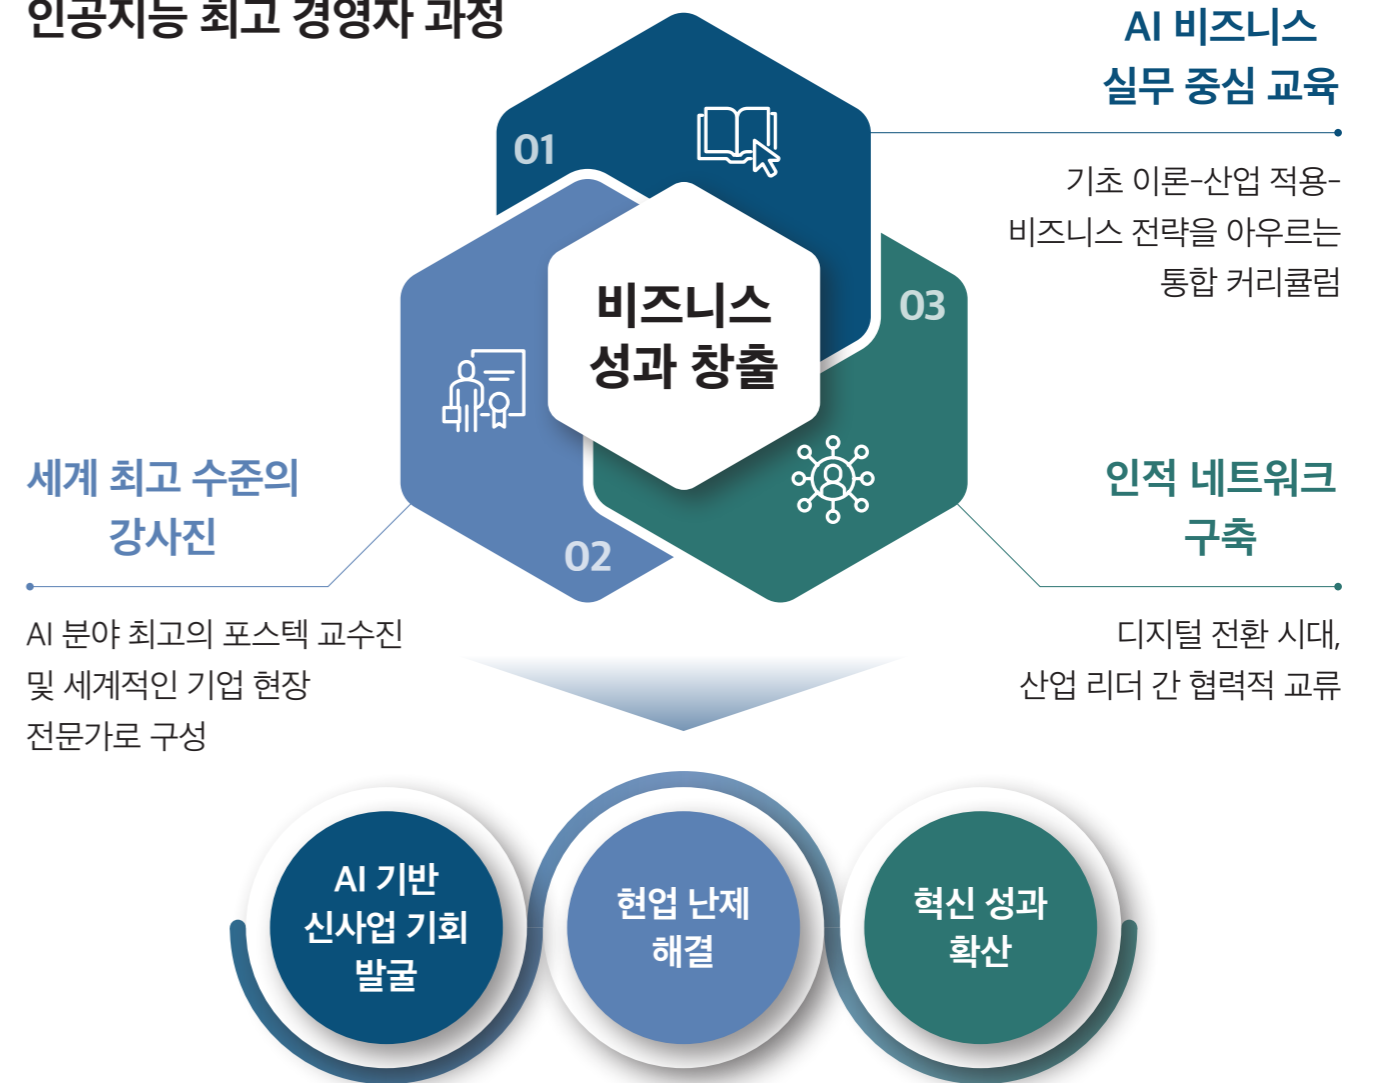 인공지능 최고 경영자 과정
AI 비즈니스
실무 중심 교육
기초 이론-산업 적용-
비즈니스 전략을 아우르는
통합 커리큘럼
01
03
비즈니스
성과 창출
02
세계 최고 수준의
강사진
AI 분야 최고의 포스텍 교수진
및 세계적인 기업 현장
전문가로 구성
인적 네트워크
구축
디지털 전환 시대,
산업 리더 간 협력적 교류
AI 기반
신사업 기회
발굴
현업 난제
해결
혁신 성과
확산